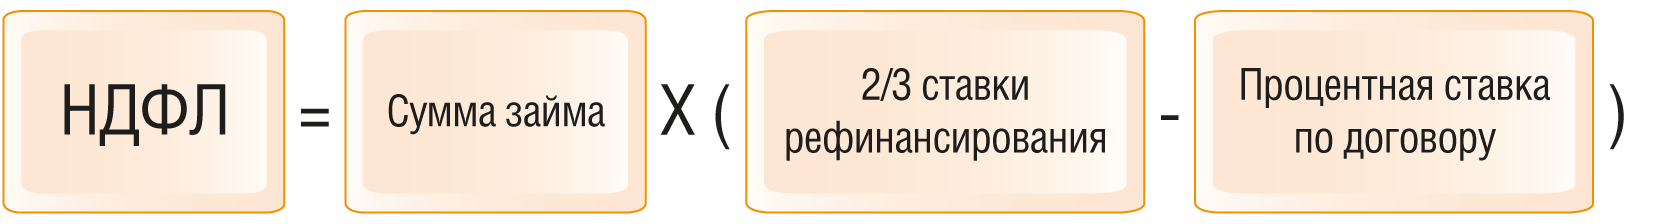 НДФЛ = Сумма займа X ( 2/3 ставки рефинансирования - Процентная ставка по договору )